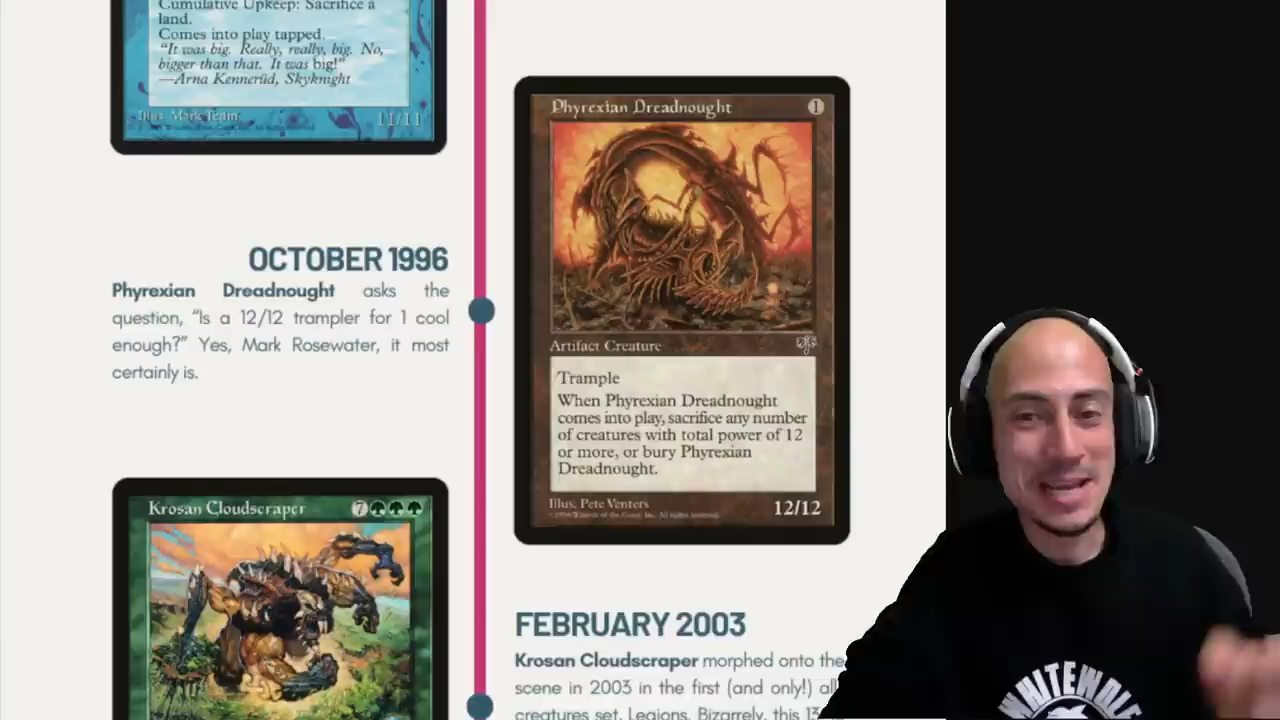 Cumulative Upkeep: Sacrifice a
land.
Comes into play tapped.
"It was big. Really, really, big. No,
bigger than that. It was big!"
—Arna Kennerüd, Skyknight
Illus. Mark Tedin
11/11
OCTOBER 1996
Phyrexian Dreadnought asks the
question, “Is a 12/12 trampler for 1 cool
enough?” Yes, Mark Rosewater, it most
certainly is.
Phyrexian Dreadnought 1
Artifact Creature
Trample
When Phyrexian Dreadnought
comes into play, sacrifice any number
of creatures with total power of 12
or more, or bury Phyrexian
Dreadnought.
Illus. Pete Venters
12/12
Krosan Cloudscraper 7
FEBRUARY 2003
Krosan Cloudscraper morphed onto the
scene in 2003 in the first (and only!) all
creatures set, Legions. Bizarrely, this 13
WHITEWOL